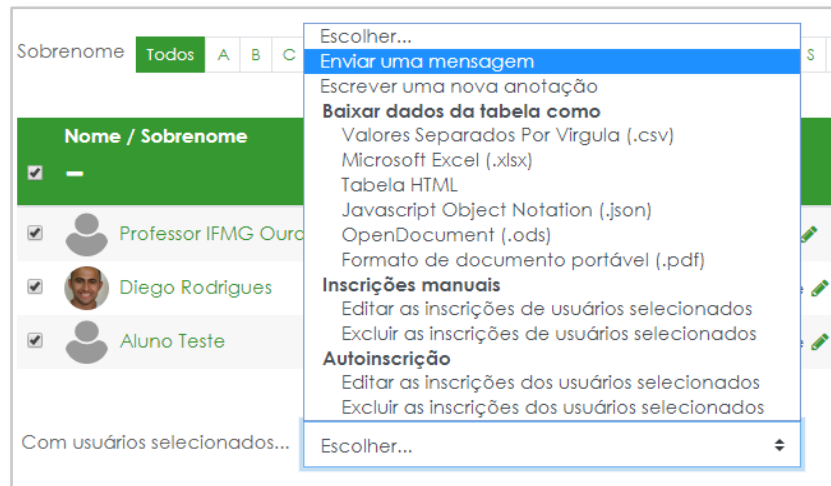 Sobrenome Todos A B C S
Escolher...
Enviar uma mensagem
Escrever uma nova anotação
Baixar dados da tabela como
Valores Separados Por Virgula (.csv)
Microsoft Excel (.xlsx)
Tabela HTML
Javascript Object Notation (.json)
OpenDocument (.ods)
Formato de documento portável (.pdf)
Inscrições manuais
Editar as inscrições de usuários selecionados
Excluir as inscrições de usuários selecionados
Autoinscrição
Editar as inscrições dos usuários selecionados
Excluir as inscrições dos usuários selecionados
Nome / Sobrenome
Professor IFMG Ouro
Diego Rodrigues
Aluno Teste
Com usuários selecionados... Escolher...